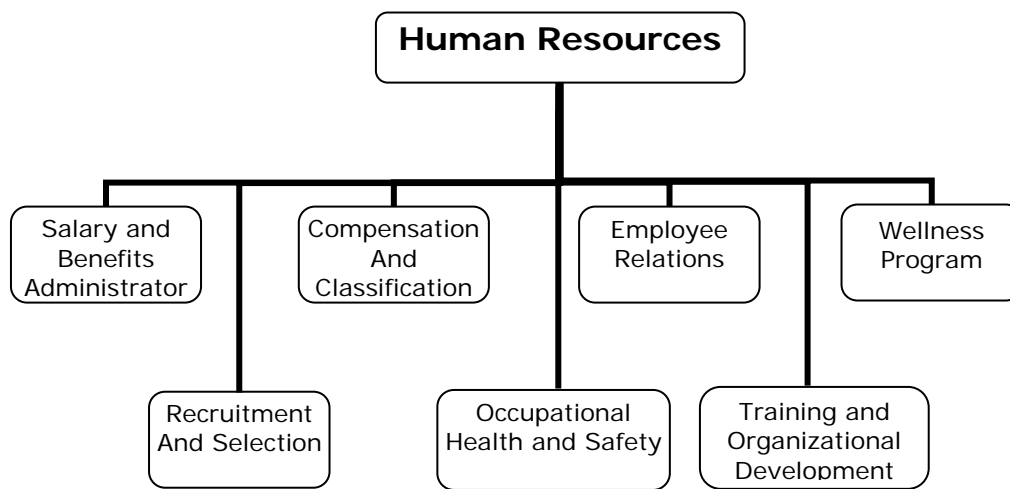 Human Resources
Salary and
Benefits
Administrator
Compensation
And
Classification
Employee
Relations
Wellness
Program
Recruitment
And Selection
Occupational
Health and Safety
Training and
Organizational
Development